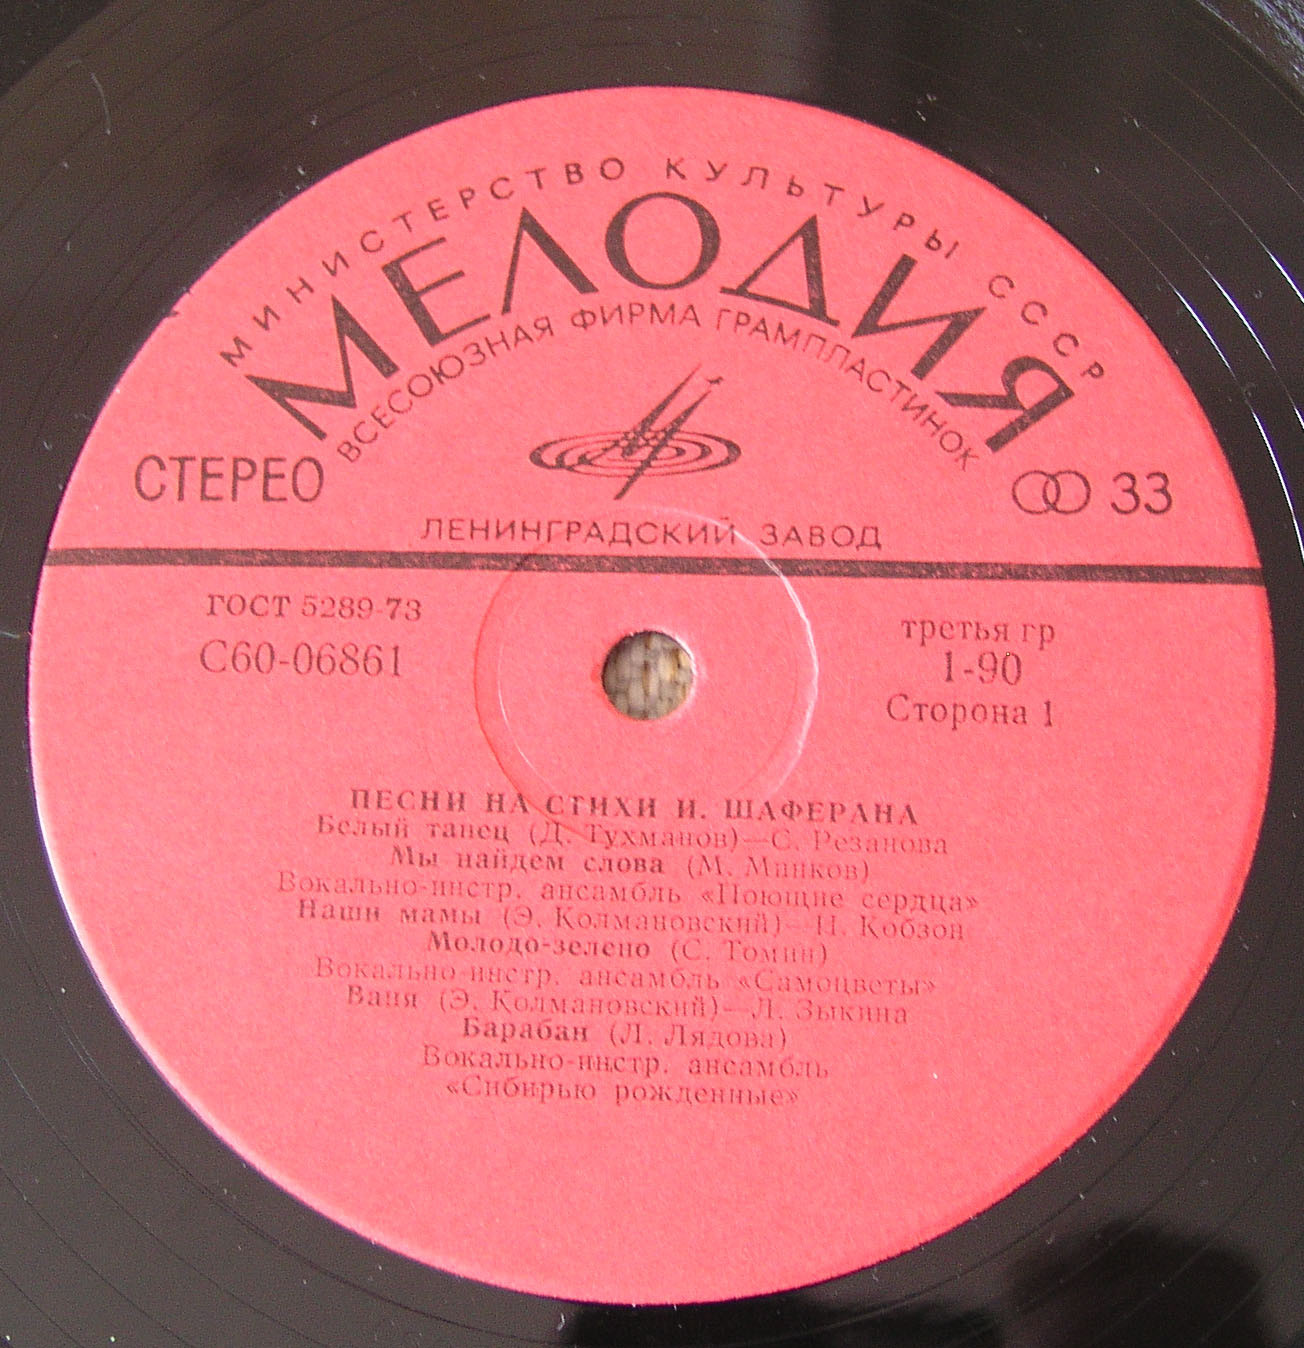 МИНИСТЕРСТВО КУЛЬТУРЫ СССР
МЕЛОДИЯ
ВСЕСОЮЗНАЯ ФИРМА ГРАМПЛАСТИНОК
СТЕРЕО
33
ЛЕНИНГРАДСКИЙ ЗАВОД
ГОСТ 5289-73
С60-06861
третья гр
1-90
Сторона 1
ПЕСНИ НА СТИХИ И. ШАФЕРАНА
Белый танец (Д. Тухманов)—С. Резанова
Мы найдем слова (М. Минков)
Вокально-инстр. ансамбль «Поющие сердца»
Наши мамы (Э. Колмановский)—И. Кобзон
Молодо-зелено (С. Томин)
Вокально-инстр. ансамбль «Самоцветы»
Ваня (Э. Колмановский)—Л. Зыкина
Барабан (Л. Лядова)
Вокально-инстр. ансамбль
«Сибирью рожденные»